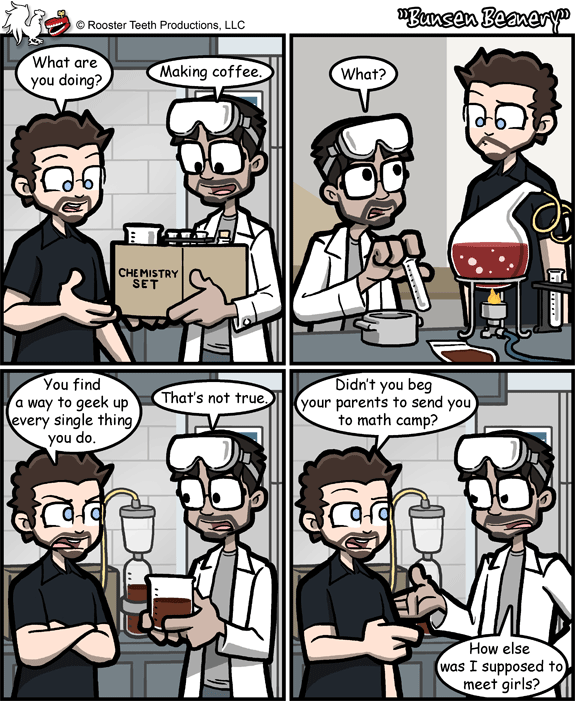 © Rooster Teeth Productions, LLC
"Bunsen Beanery"
What are
you doing?
Making coffee.
CHEMISTRY
SET
What?
You find
a way to geek up
every single thing
you do.
That's not true.
Didn't you beg
your parents to send you
to math camp?
How else
was I supposed to
meet girls?